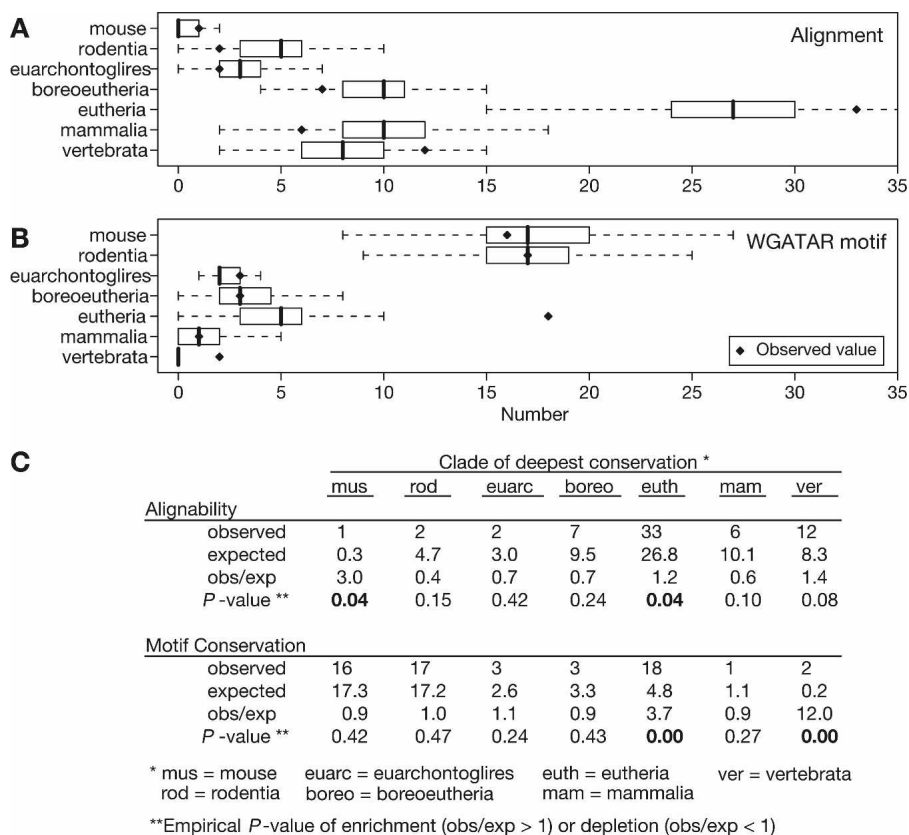 A
Alignment
mouse
rodentia
euarchontoglires
boreoeutheria
eutheria
mammalia
vertebrata
0 5 10 15 20 25 30 35
B
WGATAR motif
mouse
rodentia
euarchontoglires
boreoeutheria
eutheria
mammalia
vertebrata
Observed value
0 5 10 15 20 25 30 35
Number
C
Clade of deepest conservation *
mus rod euarc boreo euth mam ver
Alignability
observed 1 2 2 7 33 6 12
expected 0.3 4.7 3.0 9.5 26.8 10.1 8.3
obs/exp 3.0 0.4 0.7 0.7 1.2 0.6 1.4
P -value ** 0.04 0.15 0.42 0.24 0.04 0.10 0.08
Motif Conservation
observed 16 17 3 3 18 1 2
expected 17.3 17.2 2.6 3.3 4.8 1.1 0.2
obs/exp 0.9 1.0 1.1 0.9 3.7 0.9 12.0
P -value ** 0.42 0.47 0.24 0.43 0.00 0.27 0.00
* mus = mouse euarc = euarchontoglires euth = eutheria ver = vertebrata
rod = rodentia boreo = boreoeutheria mam = mammalia
**Empirical P-value of enrichment (obs/exp > 1) or depletion (obs/exp < 1)